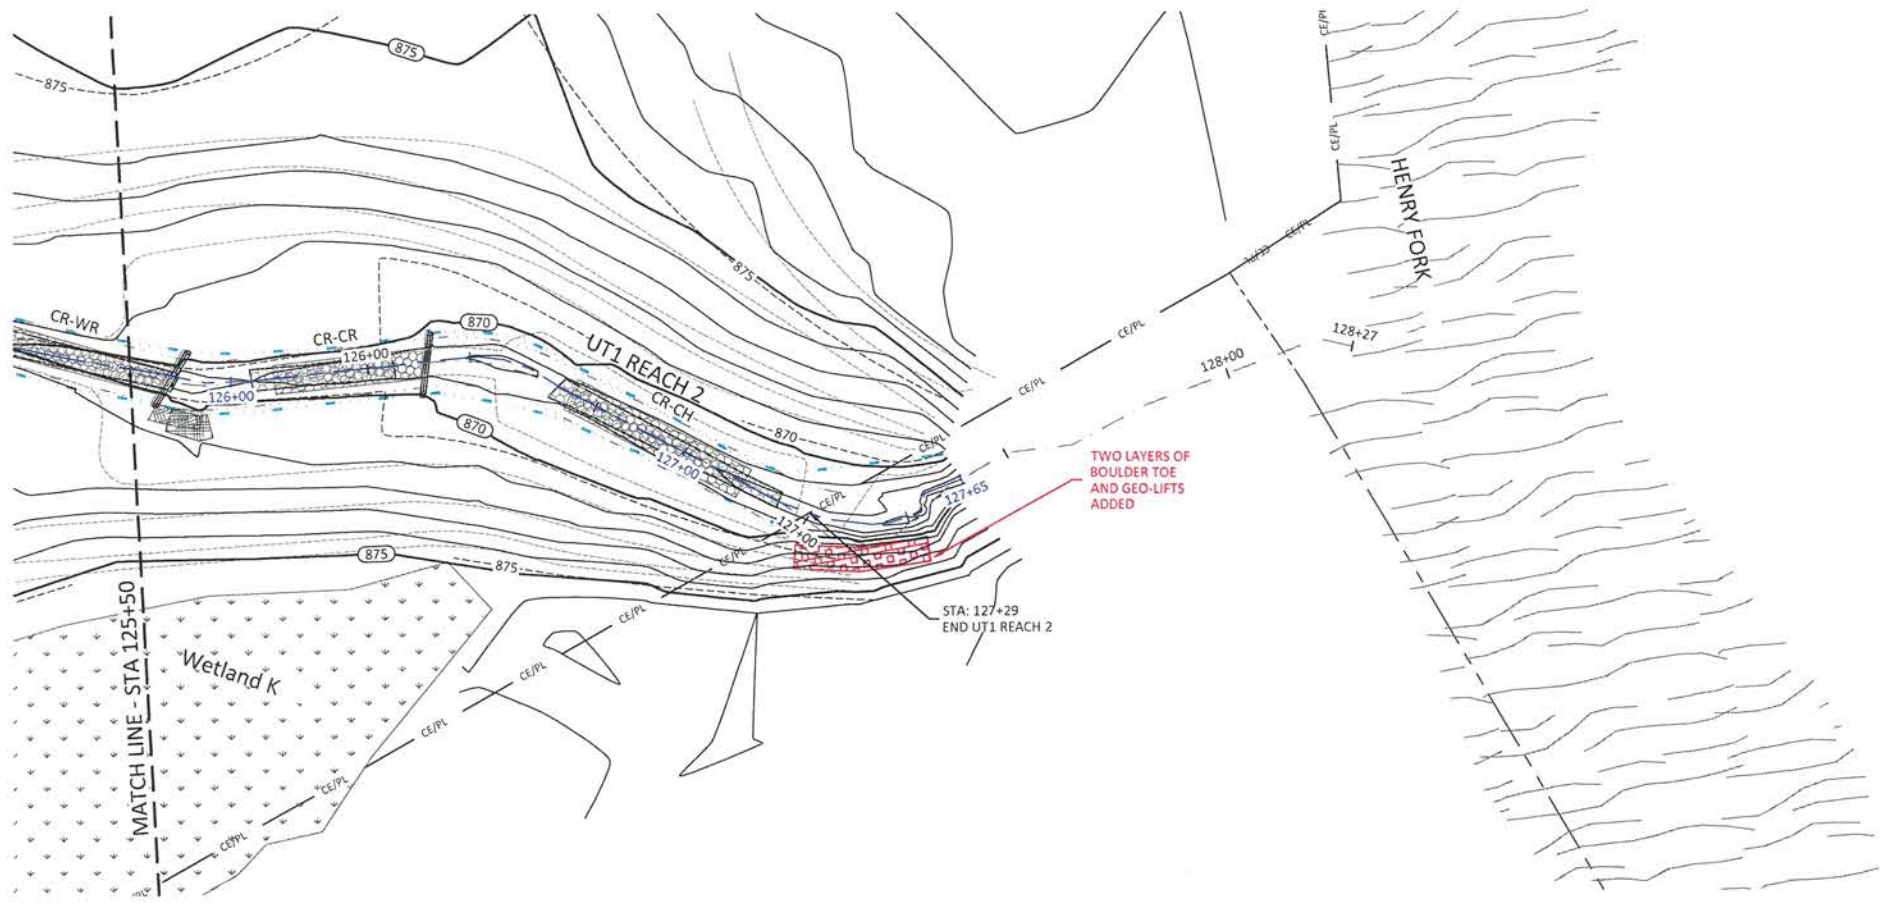 875
875
CE/PL
CE/PL
HENRY FORK
CE/PL
CE/PL
875
CR-WR
CR-CR
870
126+00
UT1 REACH 2
CE/PL
128+27
128+00
126+00
CR-CH
CE/PL
870
870
CE/PL
127+00
CE/PL
127+65
TWO LAYERS OF
BOULDER TOE
AND GEO-LIFTS
ADDED
127+00
875
875
CE/PL
STA: 127+29
END UT1 REACH 2
CE/PL
MATCH LINE - STA 125+50
Wetland K
CE/PL
CE/PL
CE/PL
CE/PL